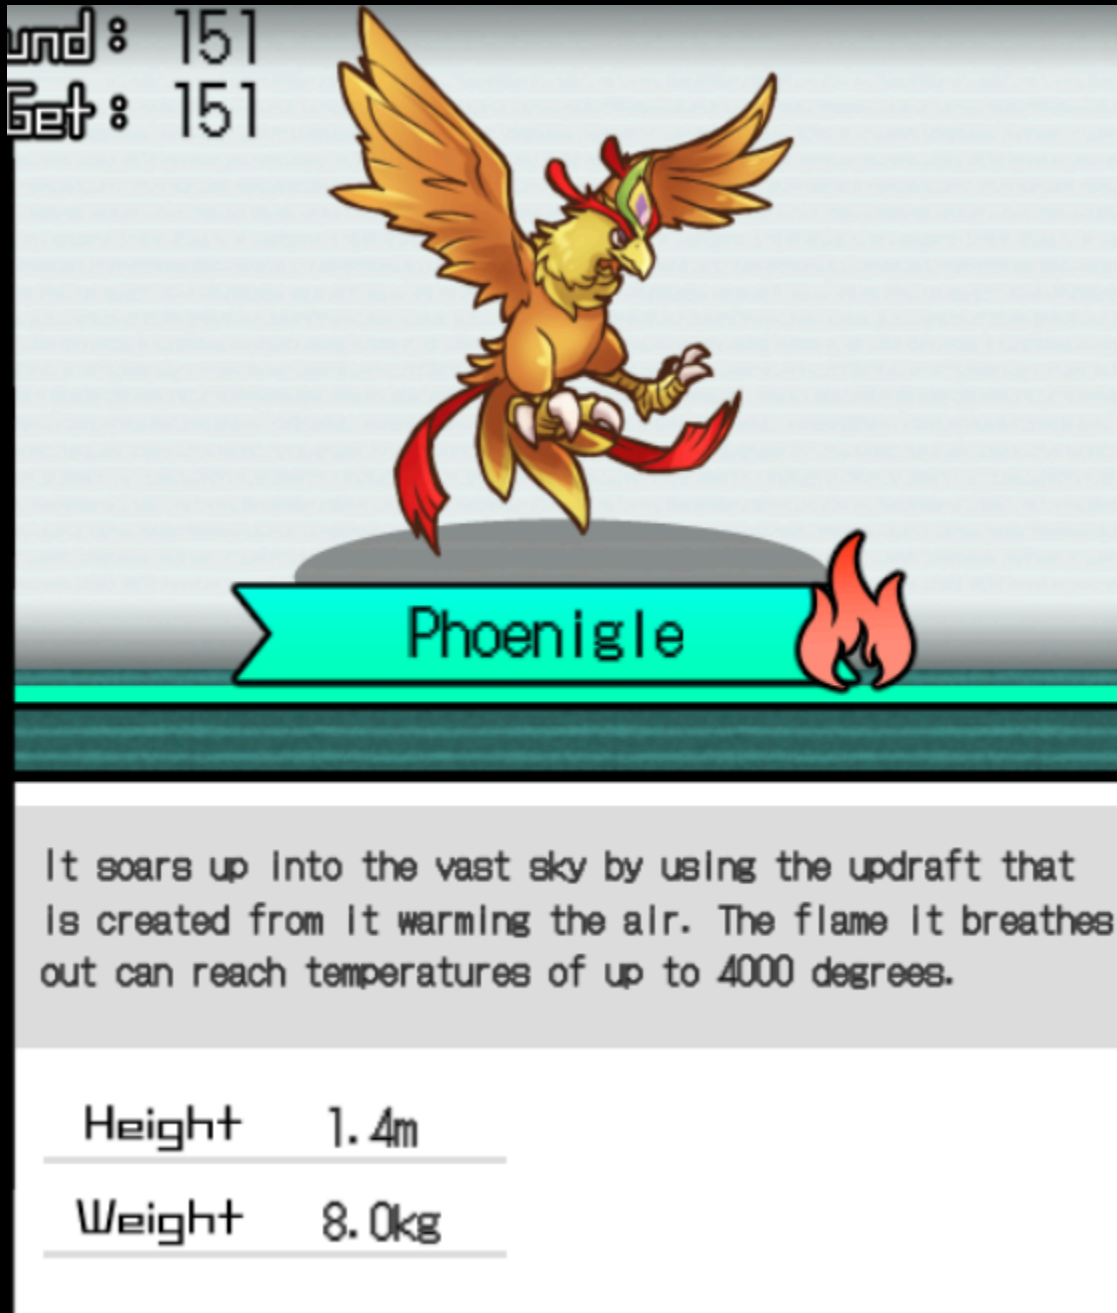 und: 151
Get: 151
Phoenigle
It soars up into the vast sky by using the updraft that
is created from it warming the air. The flame it breathes
out can reach temperatures of up to 4000 degrees.
Height 1.4m
Weight 8.0kg